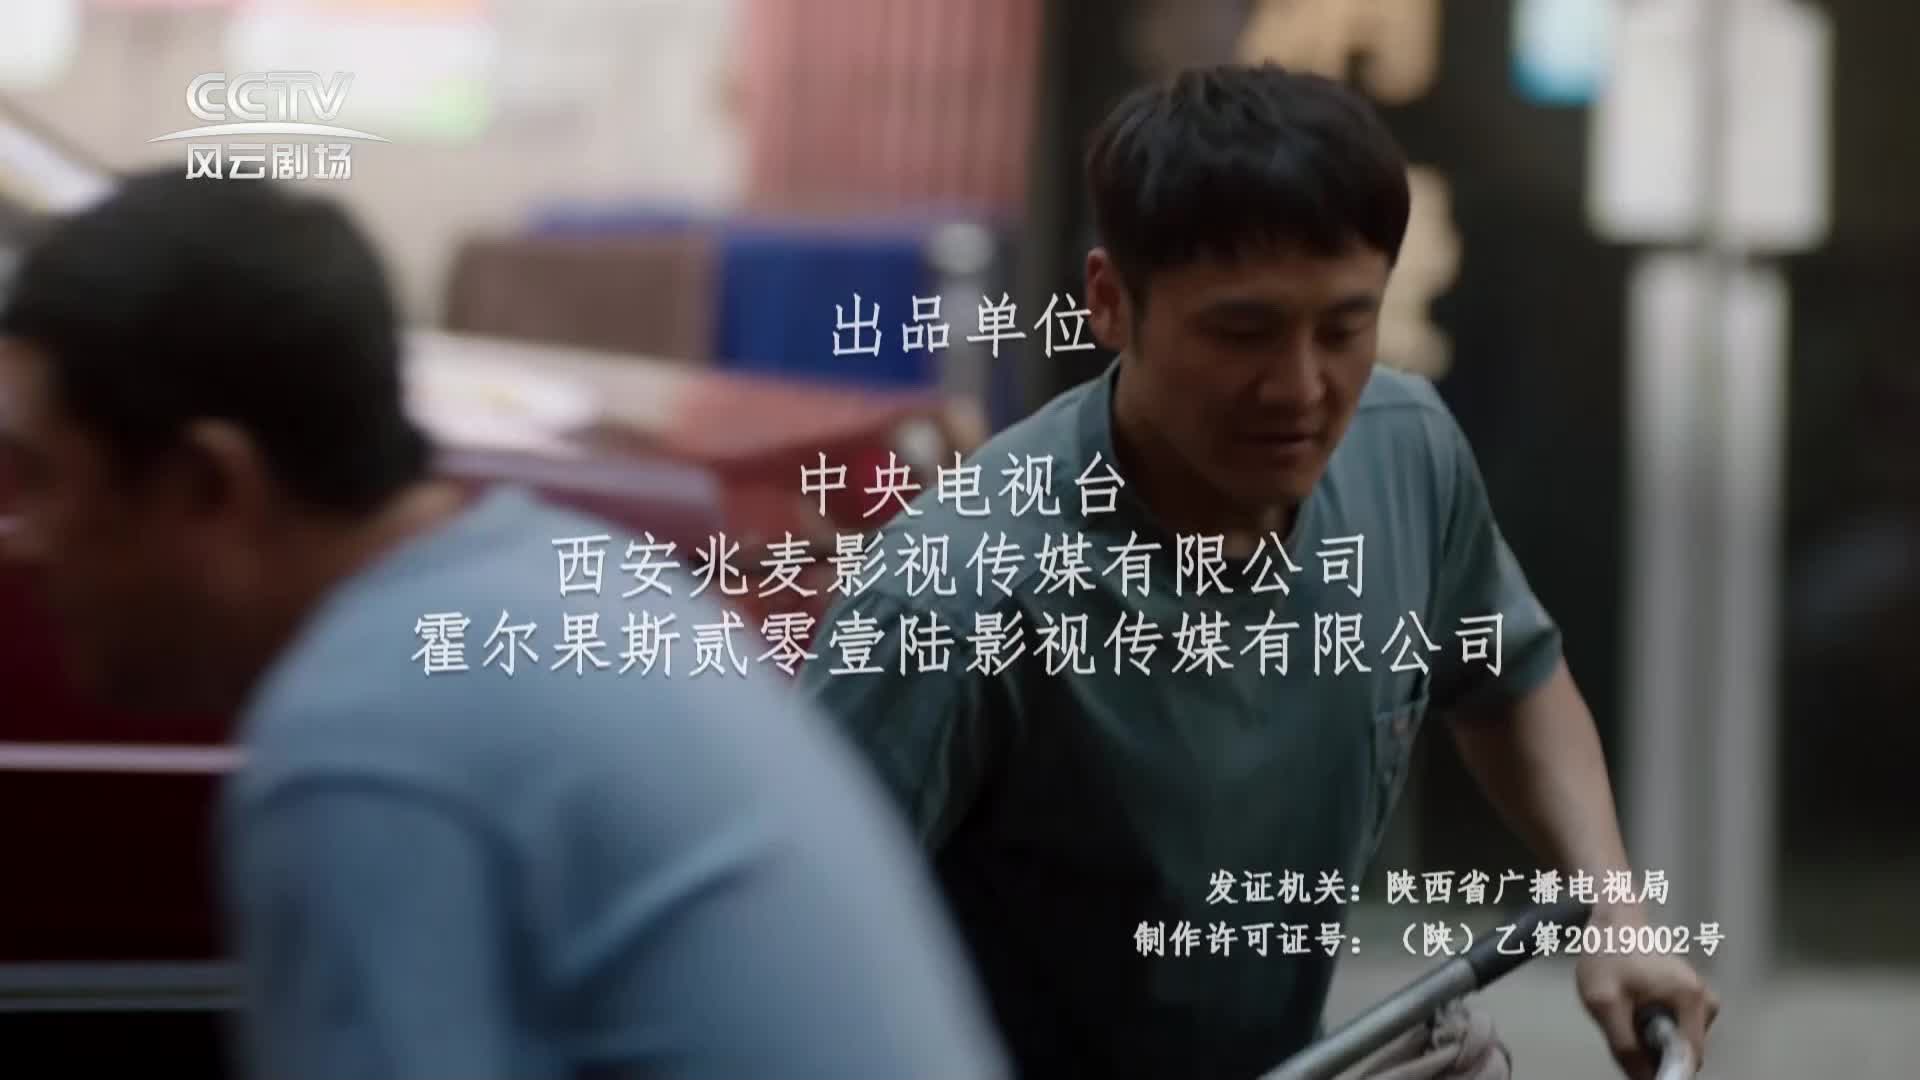 CCTV
风云剧场
出品单位
中央电视台
西安兆麦影视传媒有限公司
霍尔果斯贰零壹陆影视传媒有限公司
发证机关：陕西省广播电视局
制作许可证号：（陕）乙第2019002号